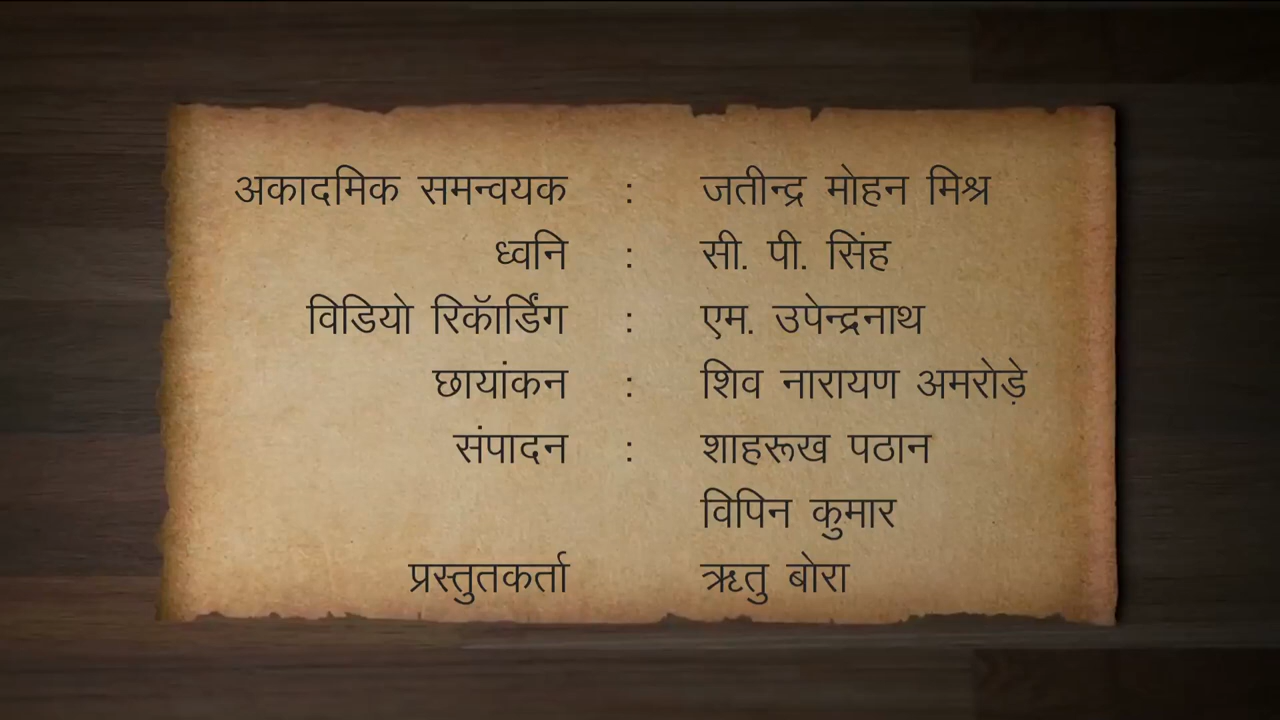 अकादमिक समन्वयक : जतीन्द्र मोहन मिश्र
ध्वनि : सी. पी. सिंह
विडियो रिकॉर्डिंग : एम. उपेन्द्रनाथ
छायांकन : शिव नारायण अमरोड़े
संपादन : शाहरूख पठान
विपिन कुमार
प्रस्तुतकर्ता ऋतु बोरा